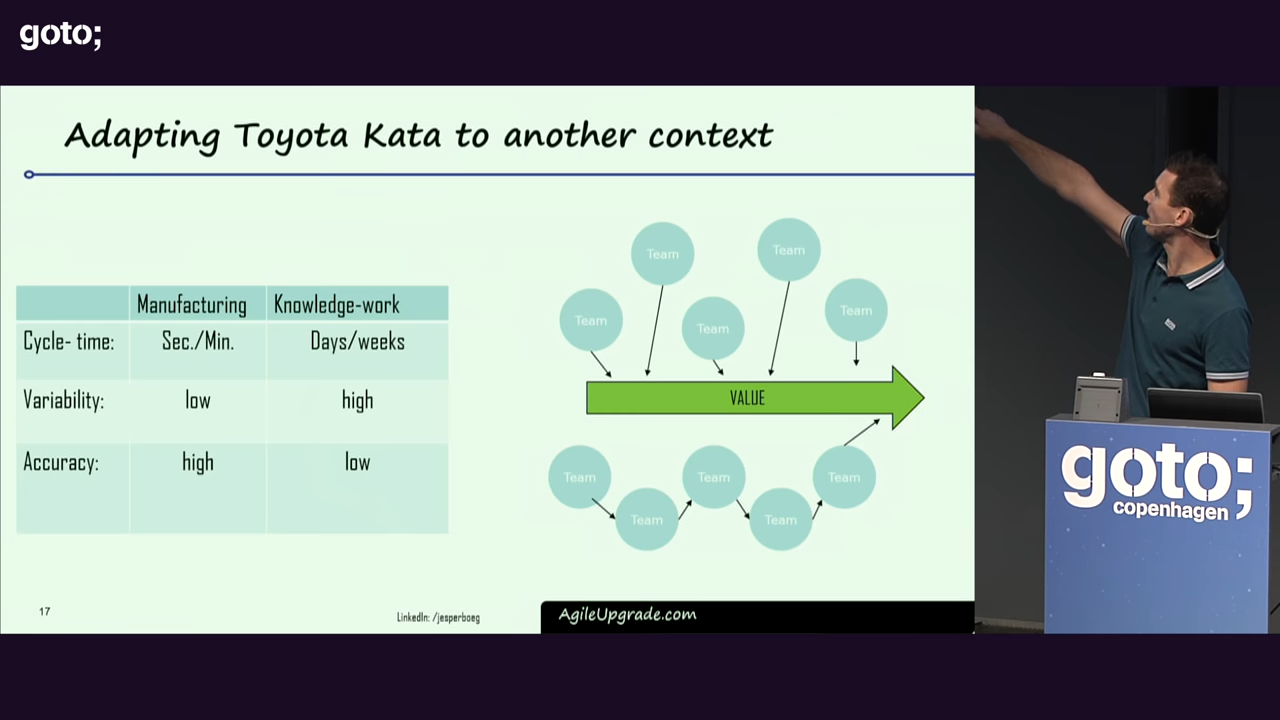 goto;
Adapting Toyota Kata to another context
Manufacturing Knowledge-work
Cycle- time: Sec./Min. Days/weeks
Variability: low high
Accuracy: high low
Team
Team
Team
Team
Team
VALUE
Team
Team
Team
Team
Team
17
LinkedIn: /jesperboeg
AgileUpgrade.com
goto;
copenhagen